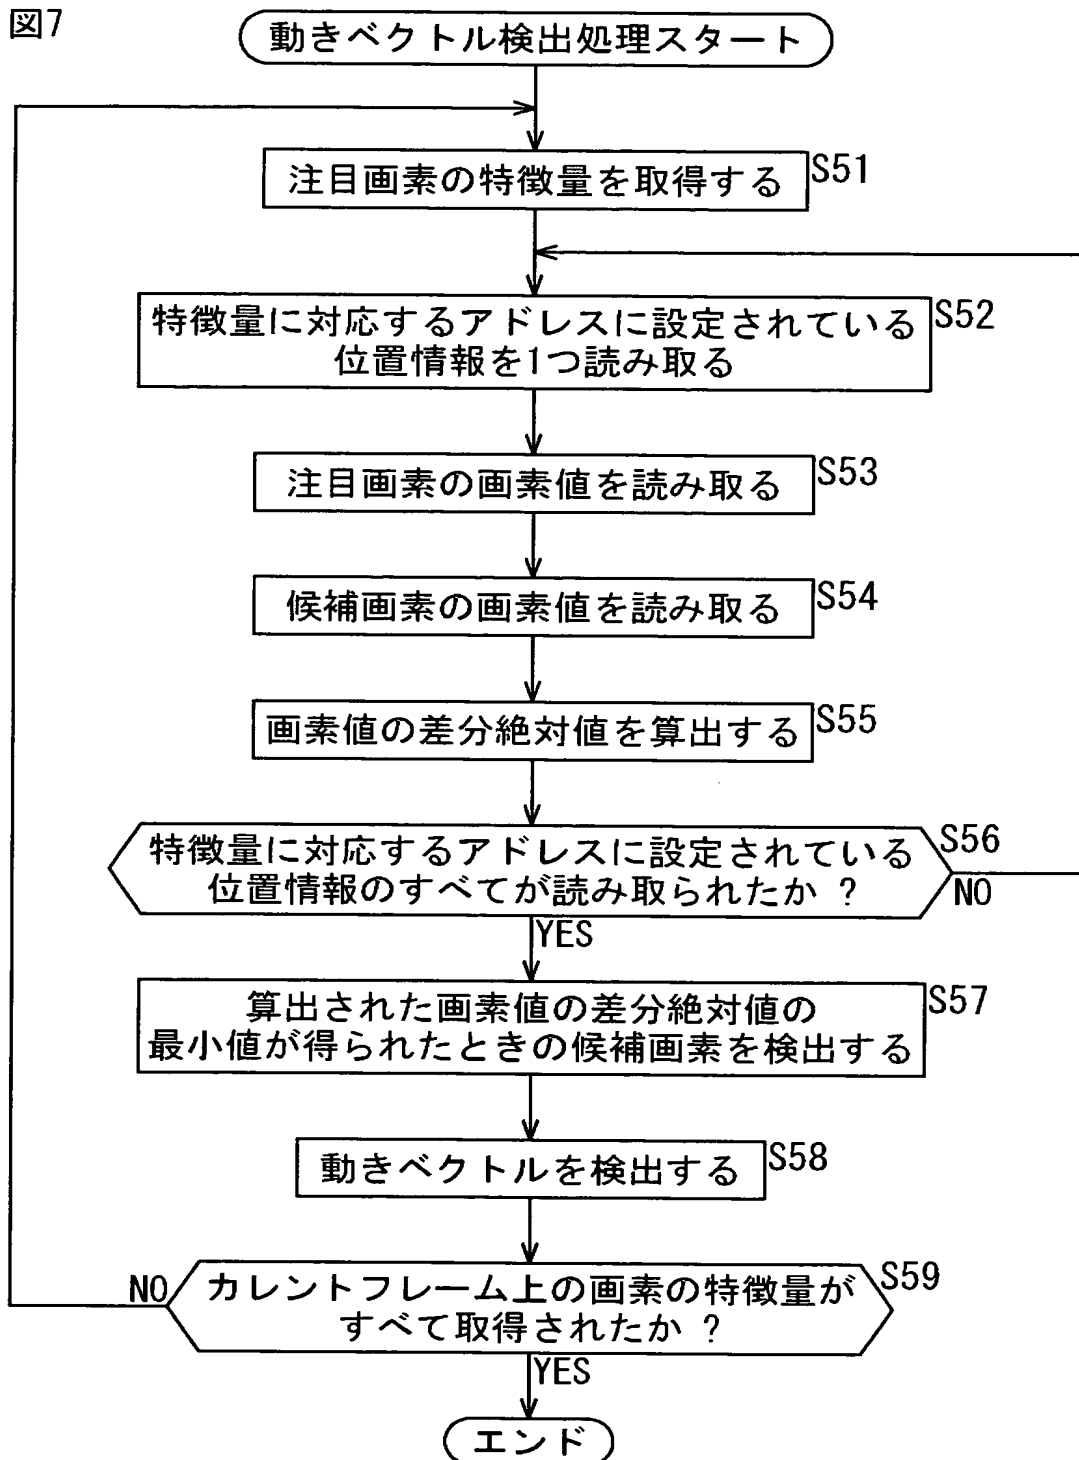 図7
動きベクトル検出処理スタート
注目画素の特徴量を取得する
S51
特徴量に対応するアドレスに設定されている
位置情報を1つ読み取る
S52
注目画素の画素値を読み取る
S53
候補画素の画素値を読み取る
S54
画素値の差分絶対値を算出する
S55
特徴量に対応するアドレスに設定されている
位置情報のすべてが読み取られたか ?
S56
NO
YES
算出された画素値の差分絶対値の
最小値が得られたときの候補画素を検出する
S57
動きベクトルを検出する
S58
NO
カレントフレーム上の画素の特徴量が
すべて取得されたか ?
S59
YES
エンド